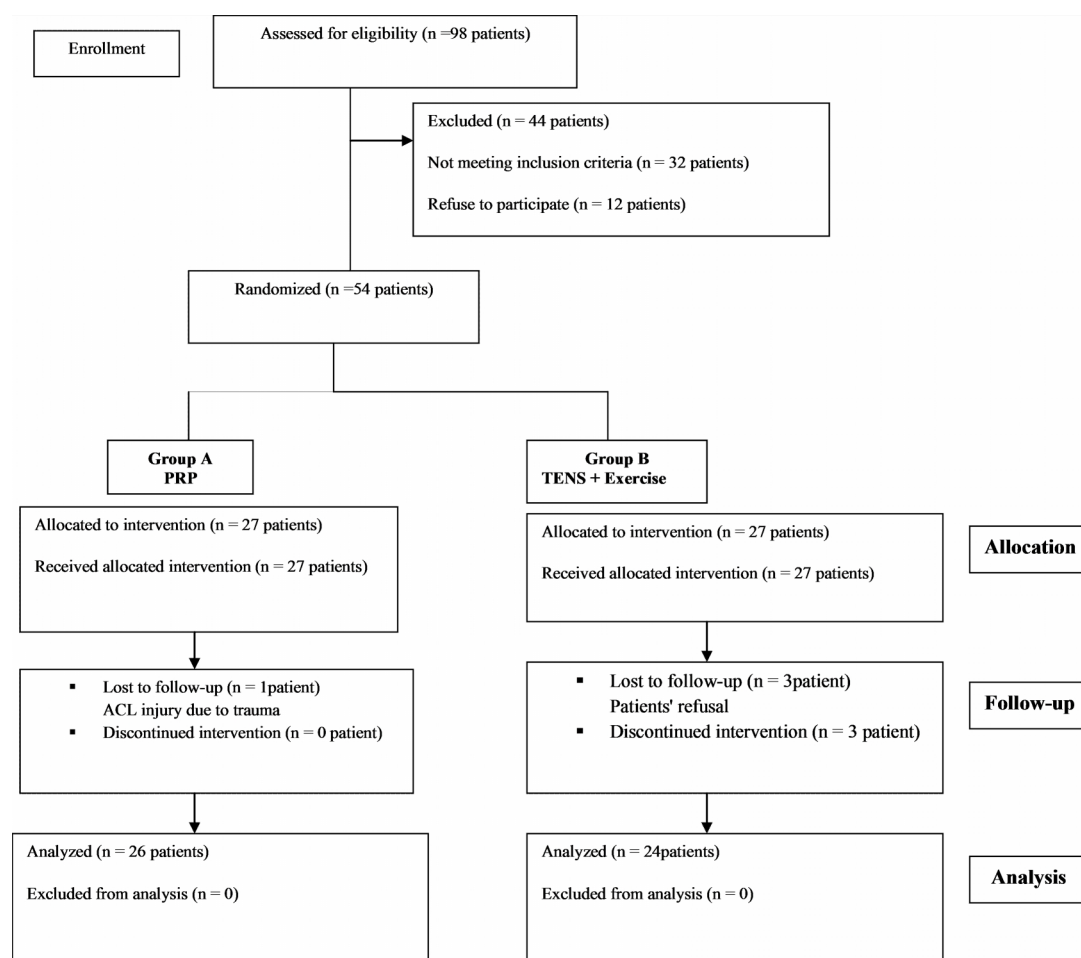 Assessed for eligibility (n =98 patients)
Enrollment
Excluded (n = 44 patients)
Not meeting inclusion criteria (n = 32 patients)
Refuse to participate (n = 12 patients)
Randomized (n =54 patients)
Group A
PRP
Group B
TENS + Exercise
Allocated to intervention (n = 27 patients)
Received allocated intervention (n = 27 patients)
Allocated to intervention (n = 27 patients)
Received allocated intervention (n = 27 patients)
Allocation
▪ Lost to follow-up (n = 1patient)
ACL injury due to trauma
▪ Discontinued intervention (n = 0 patient)
▪ Lost to follow-up (n = 3patient)
Patients' refusal
▪ Discontinued intervention (n = 3 patient)
Follow-up
Analyzed (n = 26 patients)
Excluded from analysis (n = 0)
Analyzed (n = 24patients)
Excluded from analysis (n = 0)
Analysis